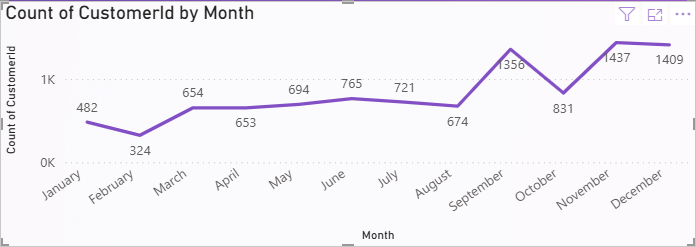 Count of CustomerId by Month
Count of CustomerId
1K
0K
482
324
654
653
694
765
721
674
1356
831
1437
1409
January
February
March
April
May
June
July
August
September
October
November
December
Month